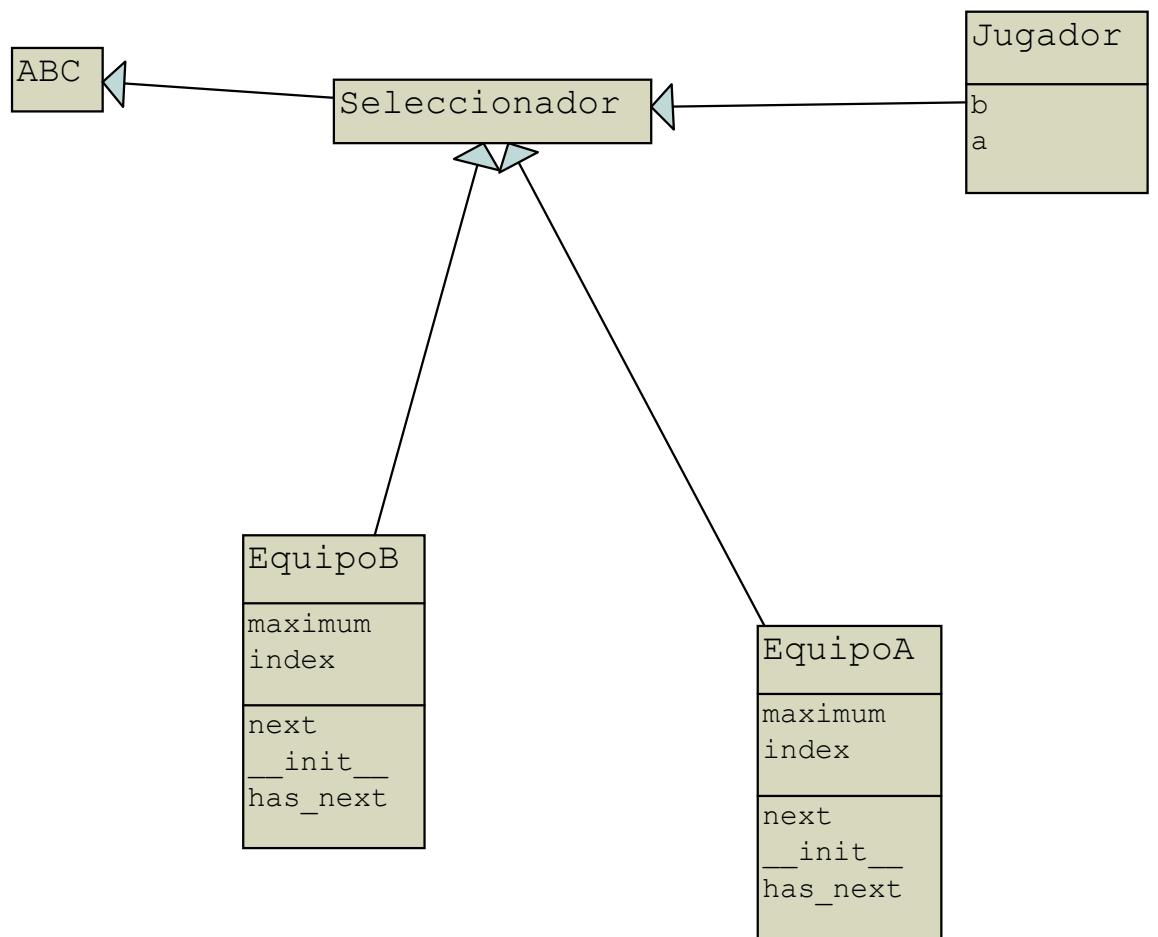 ABC
Seleccionador
Jugador
b
a
EquipoB
maximum
index
next
__init__
has_next
EquipoA
maximum
index
next
__init__
has_next